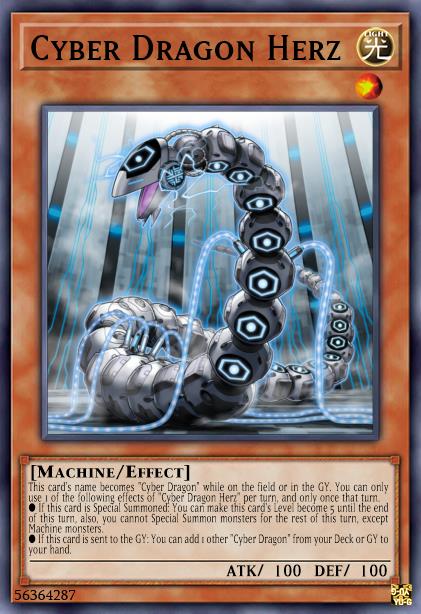 CYBER DRAGON HERZ
LIGHT
光
[MACHINE/EFFECT]
This card's name becomes "Cyber Dragon" while on the field or in the GY. You can only
use 1 of the following effects of "Cyber Dragon Herz" per turn, and only once that turn.
● If this card is Special Summoned: You can make this card's Level become 5 until the end
of this turn, also, you cannot Special Summon monsters for the rest of this turn, except
Machine monsters.
● If this card is sent to the GY: You can add 1 other "Cyber Dragon" from your Deck or GY to
your hand.
ATK/ 100 DEF/ 100
56364287